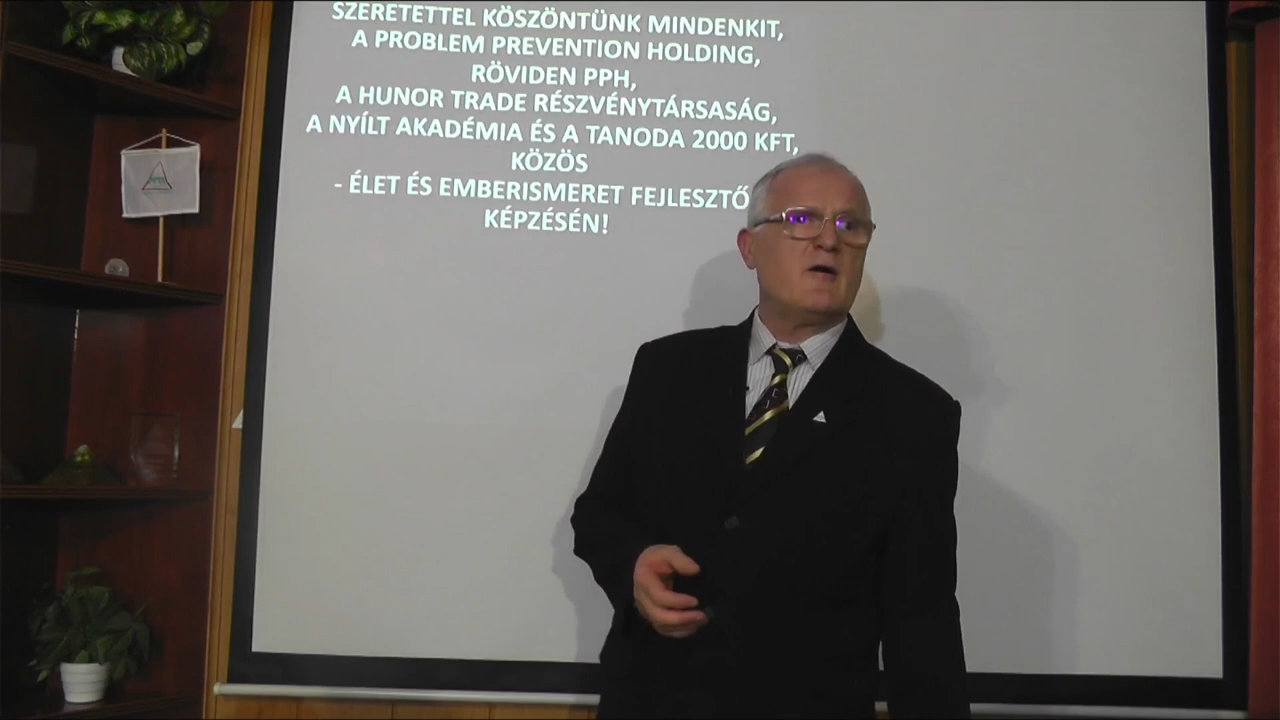 SZERETETTEL KÖSZÖNTÜNK MINDENKIT,
A PROBLEM PREVENTION HOLDING,
RÖVIDEN PPH,
A HUNOR TRADE RÉSZVÉNYTÁRSASÁG,
A NYÍLT AKADÉMIA ÉS A TANODA 2000 KFT,
KÖZÖS
- ÉLET ÉS EMBERISMERET FEJLESZTŐ
KÉPZÉSÉN!